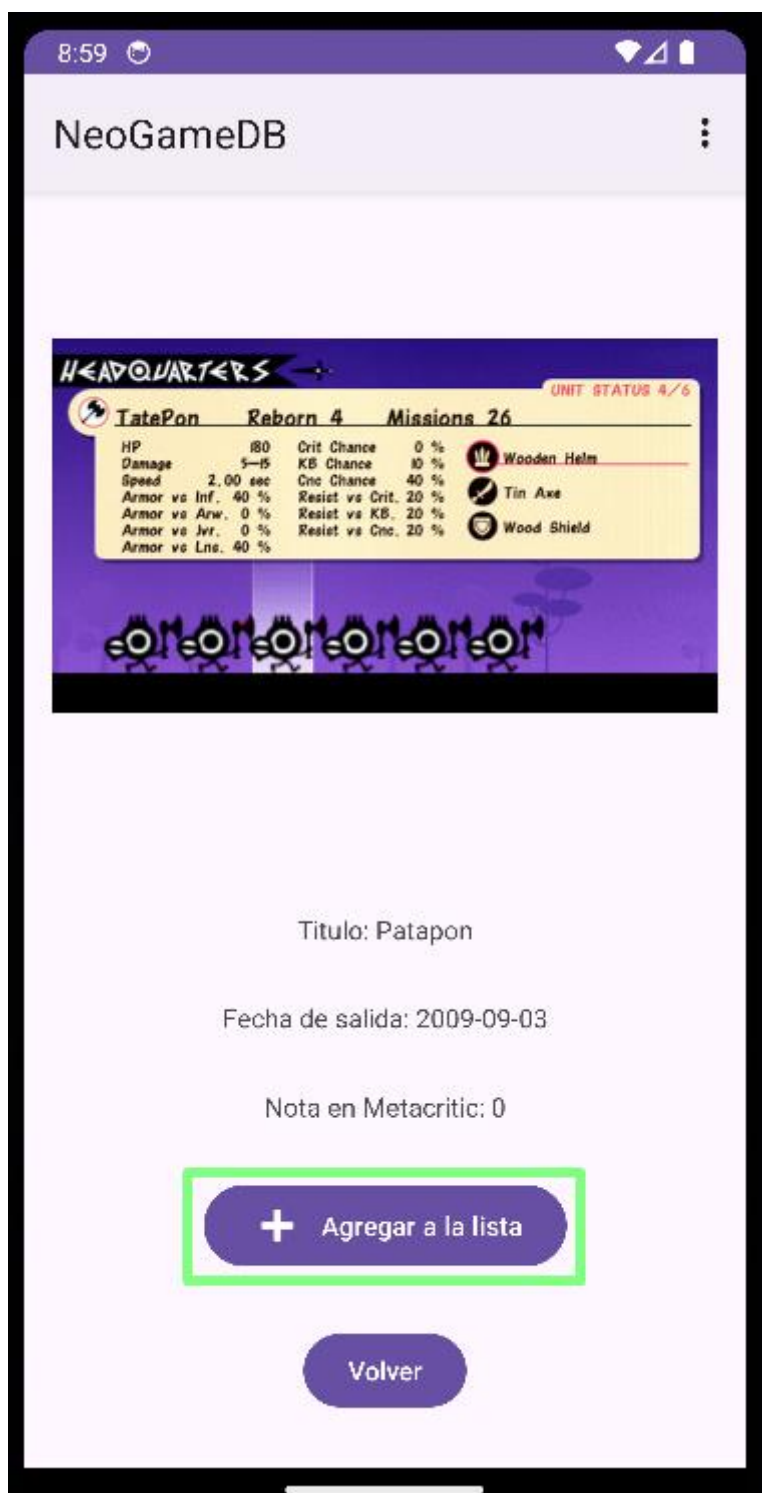 8:59
NeoGameDB
HEADQUARTERS
UNIT STATUS 4/6
TatePon Reborn 4 Missions 26
HP 180 Crit Chance 0 % Wooden Helm
Damage 5–15 KB Chance 10 %
Speed 2.00 sec Cnc Chance 40 % Tin Axe
Armor vs Inf. 40 % Resist vs Crit. 20 %
Armor vs Arw. 0 % Resist vs KB. 20 % Wood Shield
Armor vs Jvr. 0 % Resist vs Cnc. 20 %
Armor vs Lns. 40 %
Titulo: Patapon
Fecha de salida: 2009-09-03
Nota en Metacritic: 0
Agregar a la lista
Volver